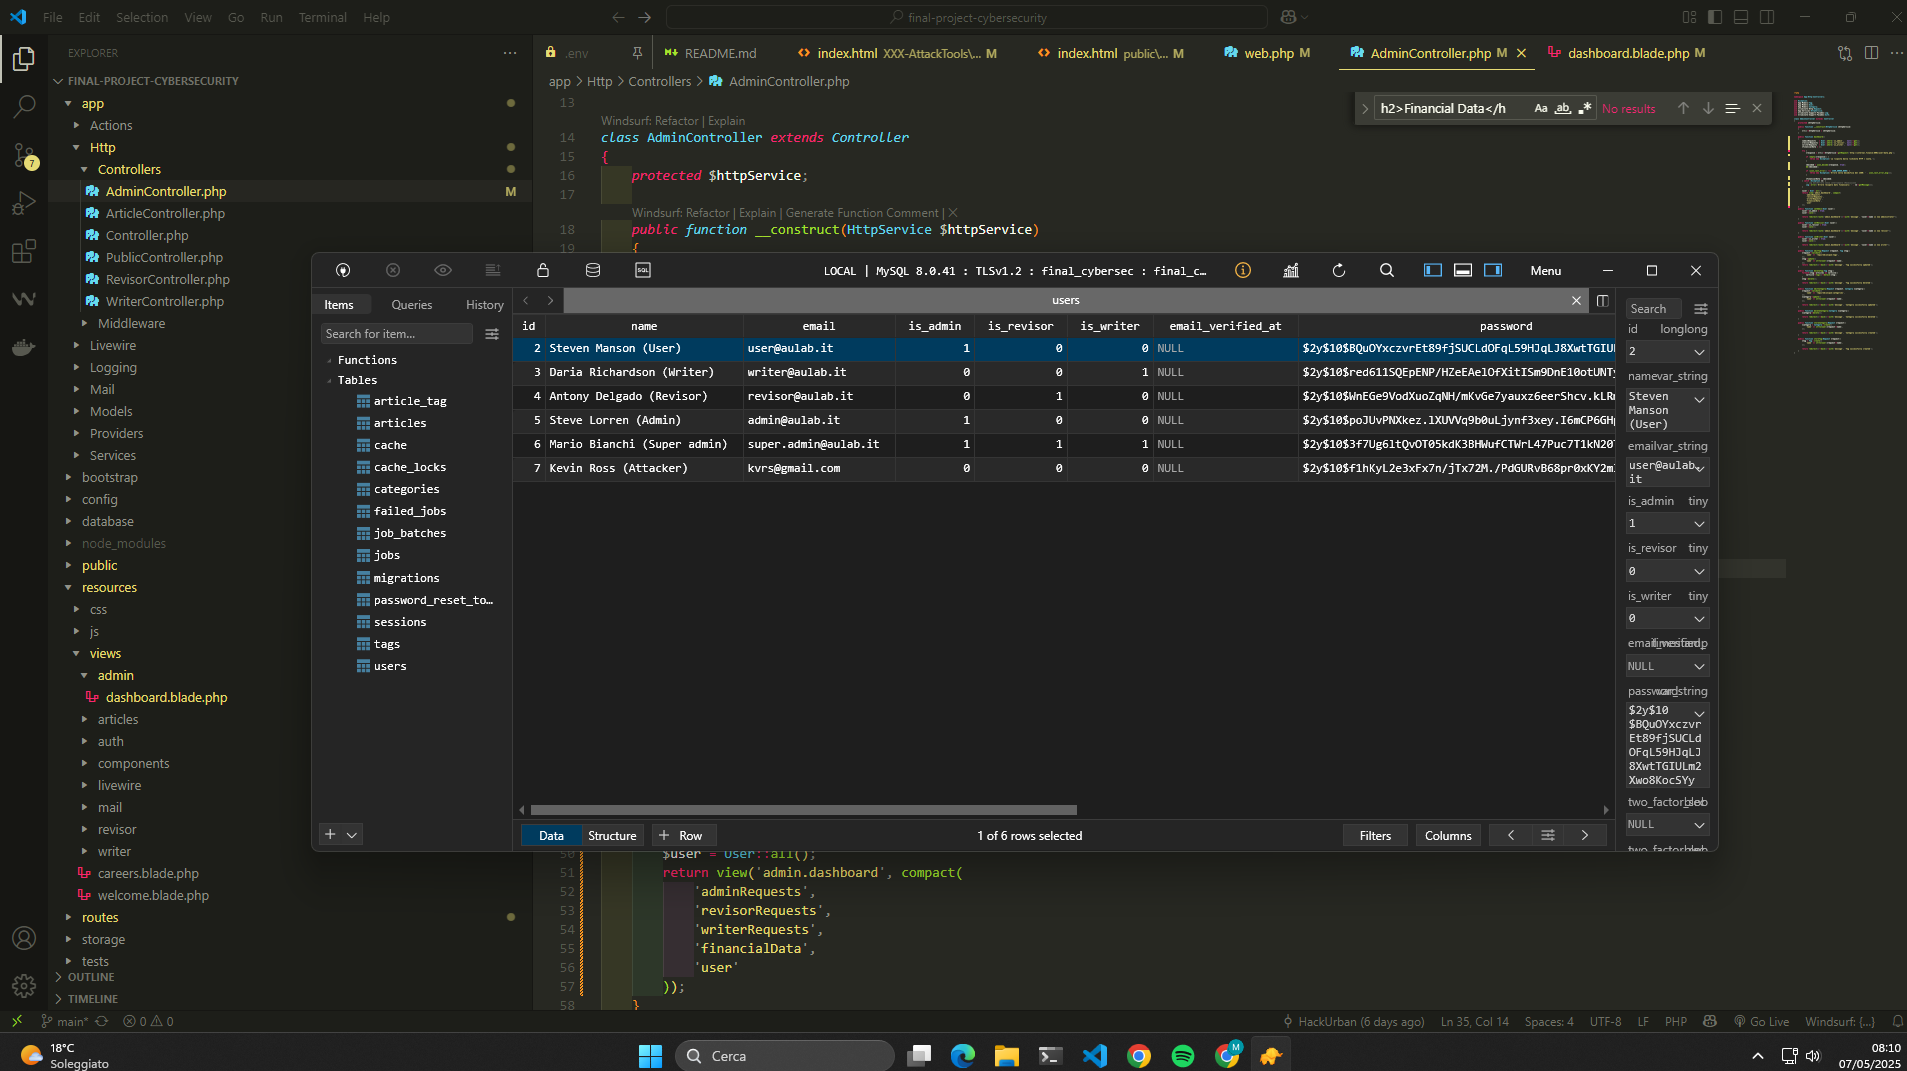 File Edit Selection View Go Run Terminal Help
final-project-cybersecurity
EXPLORER
FINAL-PROJECT-CYBERSECURITY
app
Actions
Http
Controllers
AdminController.php M
ArticleController.php
Controller.php
PublicController.php
RevisorController.php
WriterController.php
Middleware
Livewire
Logging
Mail
Models
Providers
Services
bootstrap
config
database
node_modules
public
resources
css
js
views
admin
dashboard.blade.php
articles
auth
components
livewire
mail
revisor
writer
careers.blade.php
welcome.blade.php
routes
storage
tests
OUTLINE
TIMELINE
7
.env
README.md
index.html XXX-AttackTools\... M
index.html public\... M
web.php M
AdminController.php M
dashboard.blade.php M
app > Http > Controllers > AdminController.php
h2>Financial Data</h Aa ab No results
13
Windsurf: Refactor | Explain
14 class AdminController extends Controller
15 {
16 protected $httpService;
17
Windsurf: Refactor | Explain | Generate Function Comment | X
18 public function __construct(HttpService $httpService)
19 {
SQL
LOCAL | MySQL 8.0.41 : TLSv1.2 : final_cybersec : final_c...
Menu
Items Queries History
Search for item...
Functions
Tables
article_tag
articles
cache
cache_locks
categories
failed_jobs
job_batches
jobs
migrations
password_reset_to...
sessions
tags
users
users
id name email is_admin is_revisor is_writer email_verified_at password
2 Steven Manson (User) user@aulab.it 1 0 0 NULL $2y$10$BQuOYxczvrEt89fjSUCLdOFqL59HJqLJ8XwtTGIU
3 Daria Richardson (Writer) writer@aulab.it 0 0 1 NULL $2y$10$red611SQEpENP/HZeEAelOfXitISm9DnE10otUNT
4 Antony Delgado (Revisor) revisor@aulab.it 0 1 0 NULL $2y$10$WnEGe9VodXuoZqNH/mKvGe7yauxz6eerShcv.kLR
5 Steve Lorren (Admin) admin@aulab.it 1 0 0 NULL $2y$10$poJUvPNXkez.lXUVVq9b0uLjynf3xey.I6mCP6GH
6 Mario Bianchi (Super admin) super.admin@aulab.it 1 1 1 NULL $2y$10$3f7Ug6ltQvOT05kdK3BHWufCTWrL47Puc7T1kN20
7 Kevin Ross (Attacker) kvrs@gmail.com 0 0 0 NULL $2y$10$f1hKyL2e3xFx7n/jTx72M./PdGURvB68pr0xKY2m
Data Structure + Row
1 of 6 rows selected
Filters Columns
Search
id longlong
2
namevar_string
Steven
Manson
(User)
emailvar_string
user@aulab.
it
is_admin tiny
1
is_revisor tiny
0
is_writer tiny
0
NULL
$2y$10
$BQuOYxczvr
Et89fjSUCLd
OFqL59HJqLJ
8XwtTGIULm2
Xwo8KocSYy
NULL
50 $user = User::all();
51 return view('admin.dashboard', compact(
52 'adminRequests',
53 'revisorRequests',
54 'writerRequests',
55 'financialData',
56 'user'
57 ));
58 }
main* 0 0
HackUrban (6 days ago) Ln 35, Col 14 Spaces: 4 UTF-8 LF PHP Go Live Windsurf: {...}
18°C
Soleggiato
Cerca
M
08:10
07/05/2025